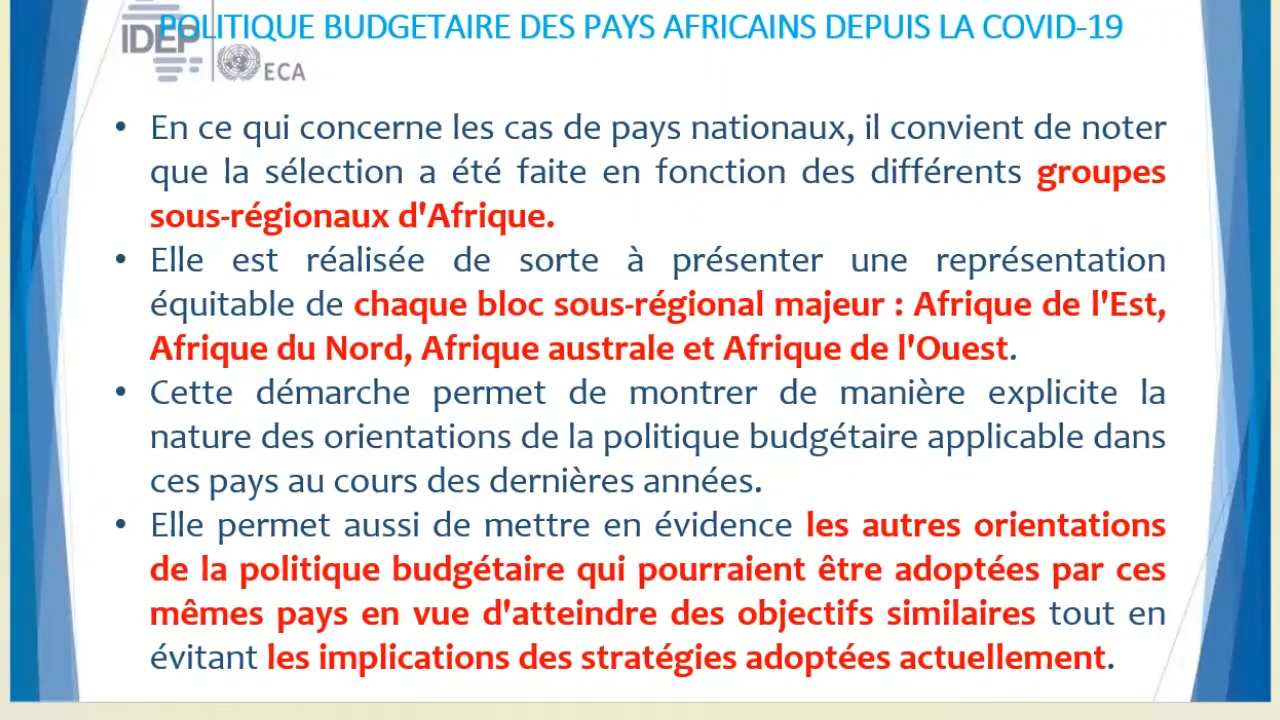 POLITIQUE BUDGETAIRE DES PAYS AFRICAINS DEPUIS LA COVID-19
IDEP
ECA
• En ce qui concerne les cas de pays nationaux, il convient de noter
que la sélection a été faite en fonction des différents groupes
sous-régionaux d'Afrique.
• Elle est réalisée de sorte à présenter une représentation
équitable de chaque bloc sous-régional majeur : Afrique de l'Est,
Afrique du Nord, Afrique australe et Afrique de l'Ouest.
• Cette démarche permet de montrer de manière explicite la
nature des orientations de la politique budgétaire applicable dans
ces pays au cours des dernières années.
• Elle permet aussi de mettre en évidence les autres orientations
de la politique budgétaire qui pourraient être adoptées par ces
mêmes pays en vue d'atteindre des objectifs similaires tout en
évitant les implications des stratégies adoptées actuellement.